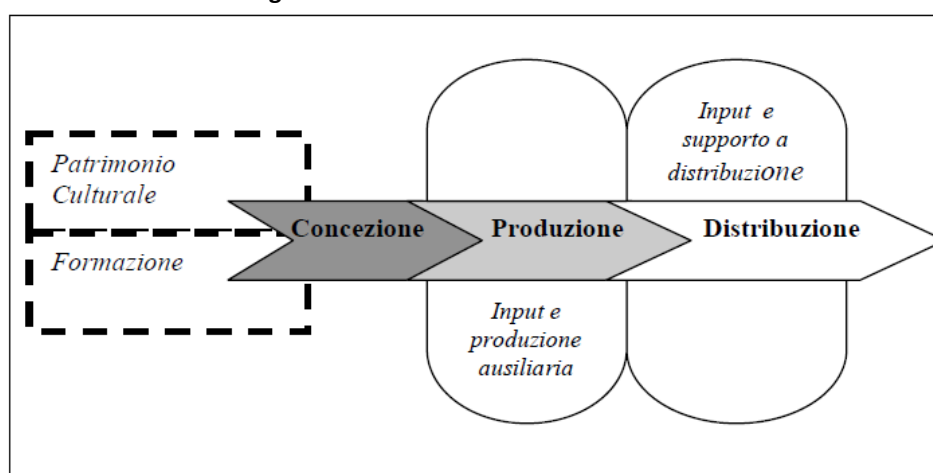 Patrimonio
Culturale
Formazione
Concezione
Produzione
Distribuzione
Input e
supporto a
distribuzione
Input e
produzione
ausiliaria